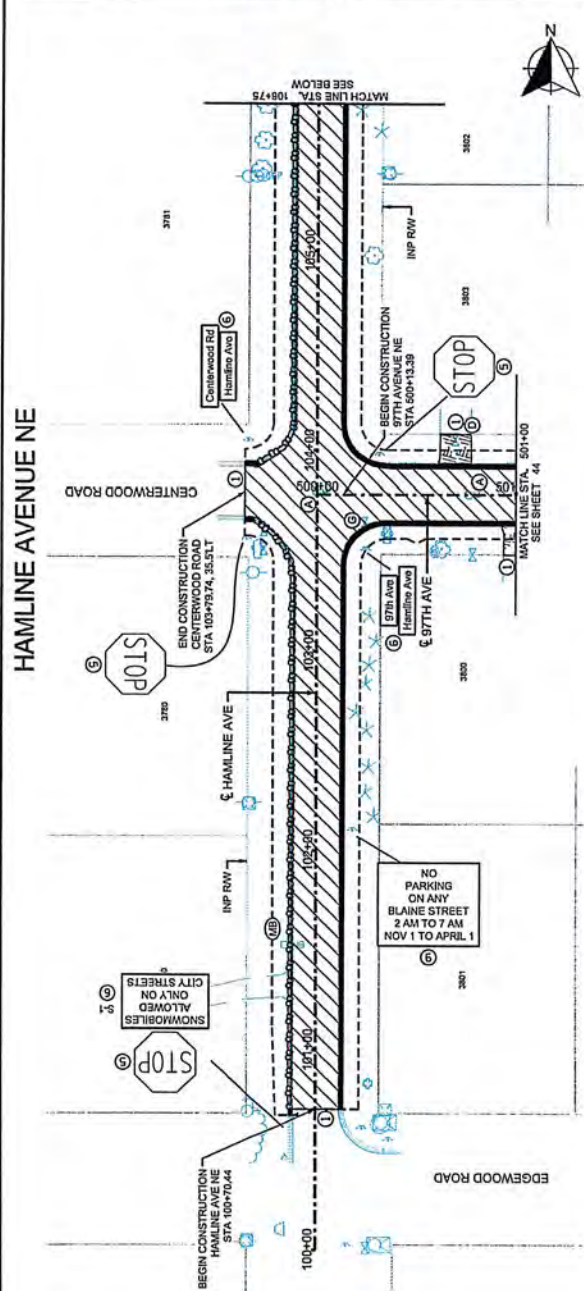 HAMLINE AVENUE NE
N
MATCH LINE STA. 106+75
SEE BELOW
3781
3802
INP R/W
105+00
3803
Centerwood Rd
Hamline Ave
6
CENTERWOOD ROAD
1
104+00
BEGIN CONSTRUCTION
97TH AVENUE NE
STA 500+13.39
STOP
5
1
D
A
END CONSTRUCTION
CENTERWOOD ROAD
STA 103+79.74, 35.5'LT
G
A
501+00
MATCH LINE STA.
SEE SHEET 44
1
STOP
5
97th Ave
Hamline Ave
6
℄ 97TH AVE
3780
℄ HAMLINE AVE
3800
INP R/W
102+00
NO
PARKING
ON ANY
BLAINE STREET
2 AM TO 7 AM
NOV 1 TO APRIL 1
6
3801
MB
SNOWMOBILES
ALLOWED
ONLY ON
CITY STREETS
6
S-1
STOP
5
101+00
1
BEGIN CONSTRUCTION
HAMLINE AVE NE
STA 100+70.44
100+00
EDGEWOOD ROAD